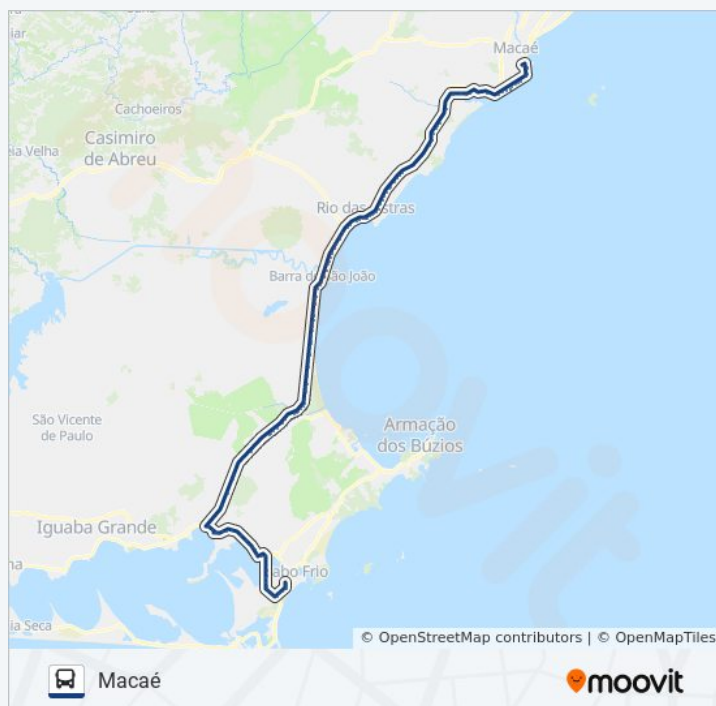 Macaé
Cachoeiros
Casimiro
de Abreu
Rio das Ostras
Barra de São João
São Vicente
de Paulo
Armação
dos Búzios
Iguaba Grande
Cabo Frio
© OpenStreetMap contributors | © OpenMapTiles
Macaé
moovit